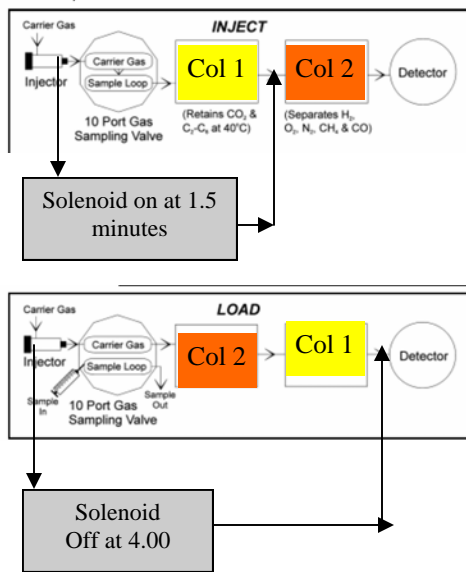 INJECT
Carrier Gas
Injector
Carrier Gas
Sample Loop
10 Port Gas
Sampling Valve
Col 1
(Retains CO₂ &
C₂-C₆ at 40°C)
Col 2
(Separates H₂,
O₂, N₂, CH₄ & CO)
Detector
Solenoid on at 1.5
minutes
LOAD
Carrier Gas
Injector
Carrier Gas
Sample Loop
Sample
In
Sample
Out
10 Port Gas
Sampling Valve
Col 2
Col 1
Detector
Solenoid
Off at 4.00